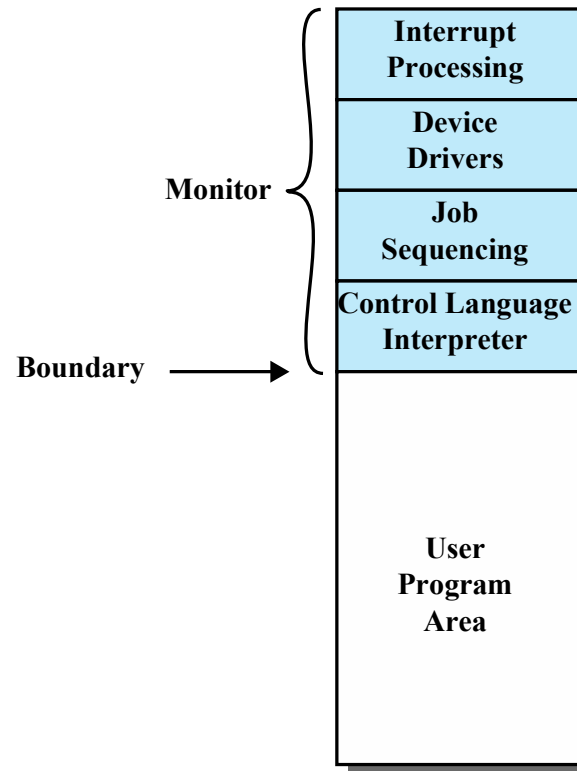 Interrupt
Processing
Device
Drivers
Monitor
Job
Sequencing
Control Language
Interpreter
Boundary
User
Program
Area